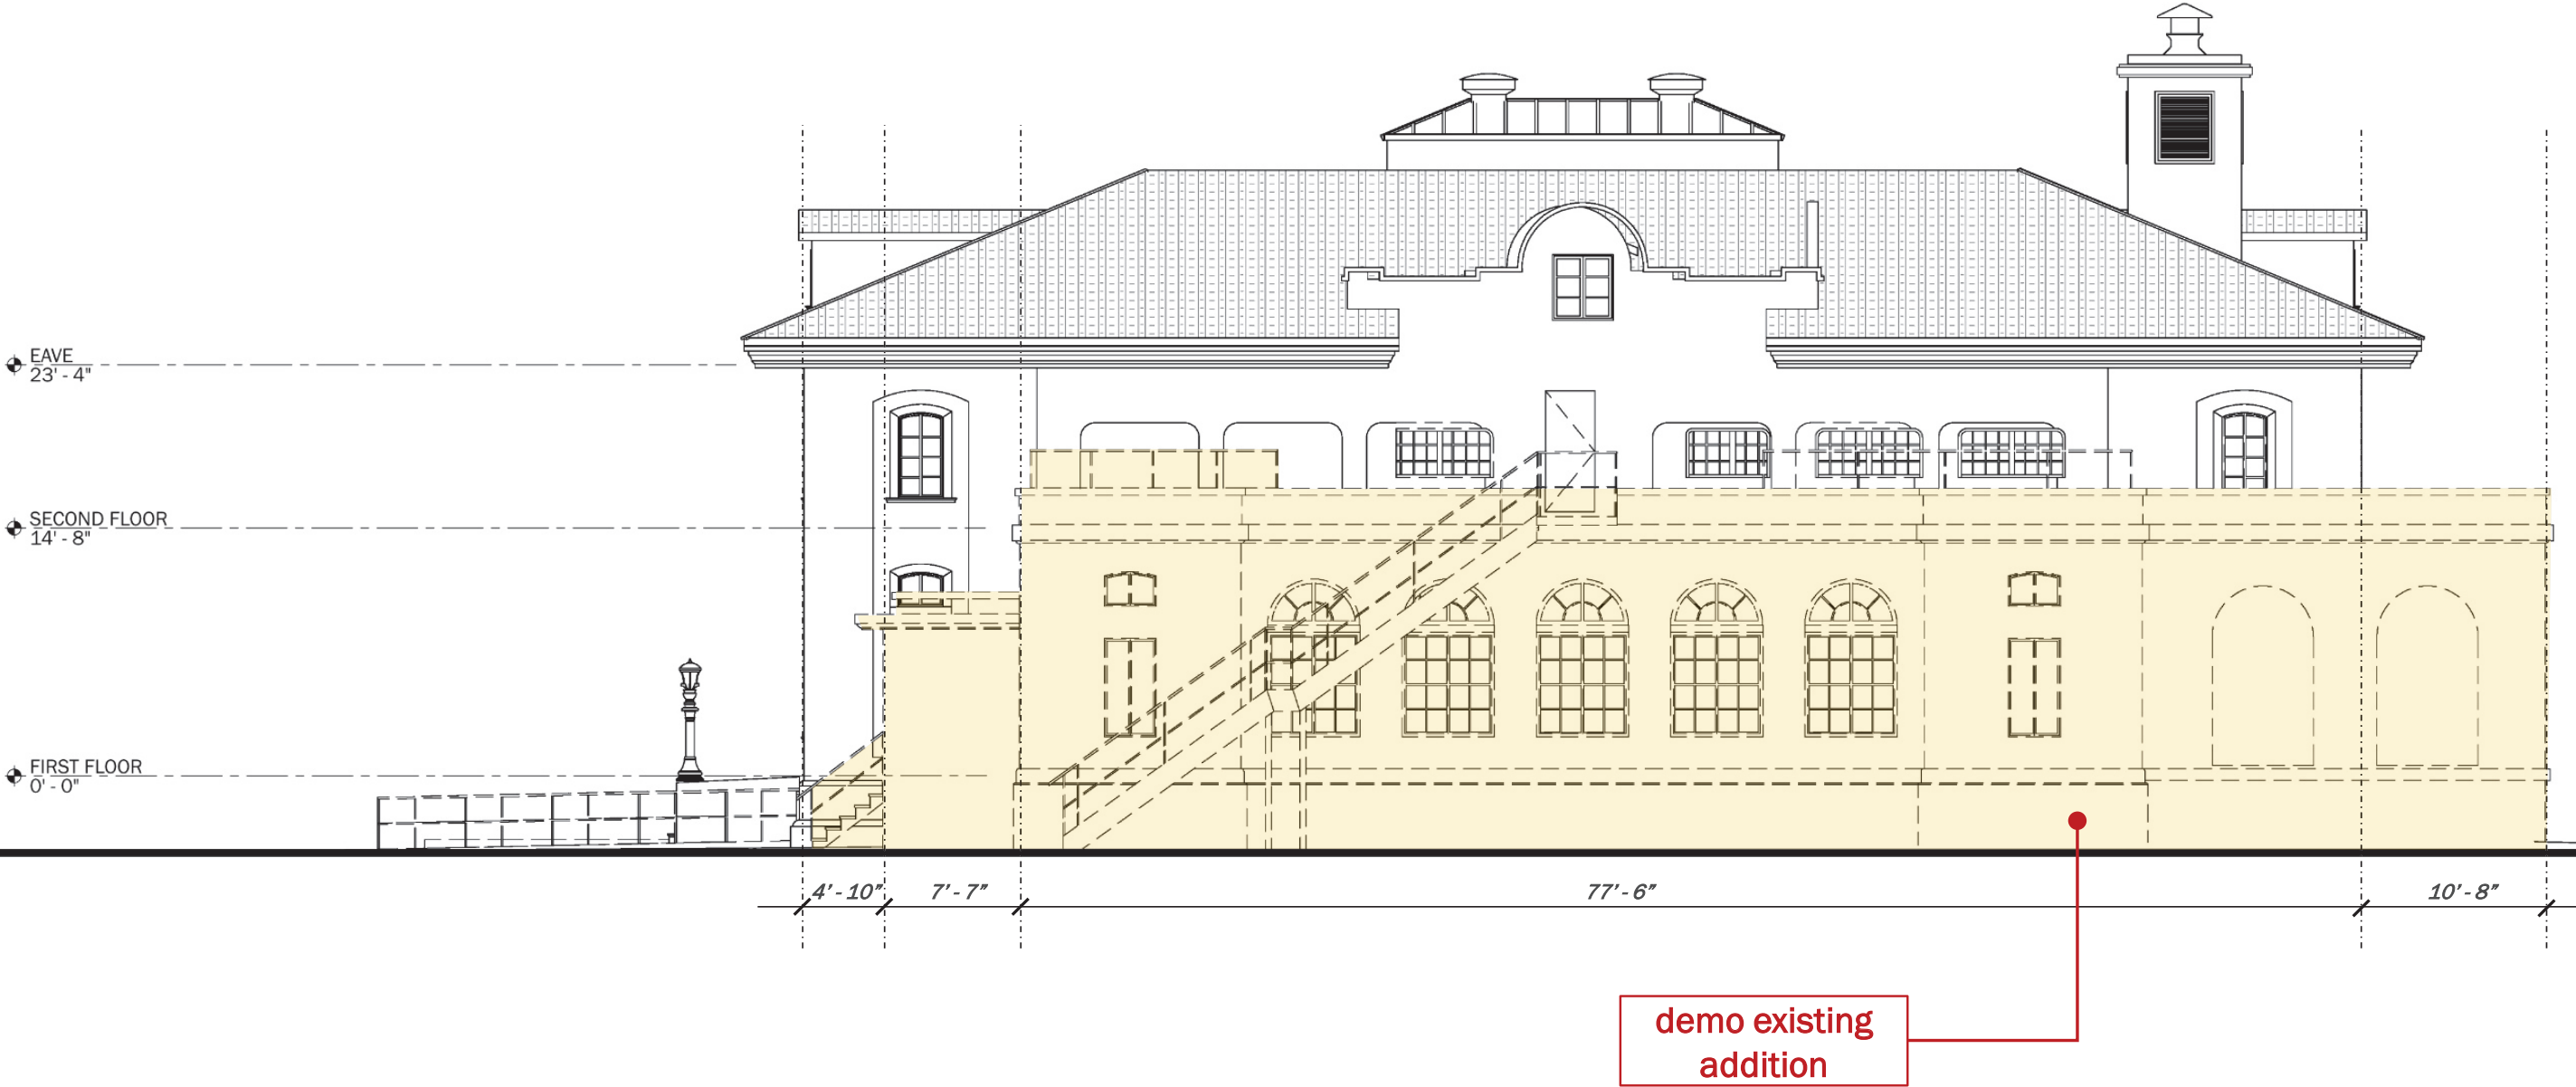 EAVE
23' - 4"
SECOND FLOOR
14' - 8"
FIRST FLOOR
0' - 0"
4' - 10" 7' - 7" 77' - 6" 10' - 8"
demo existing
addition